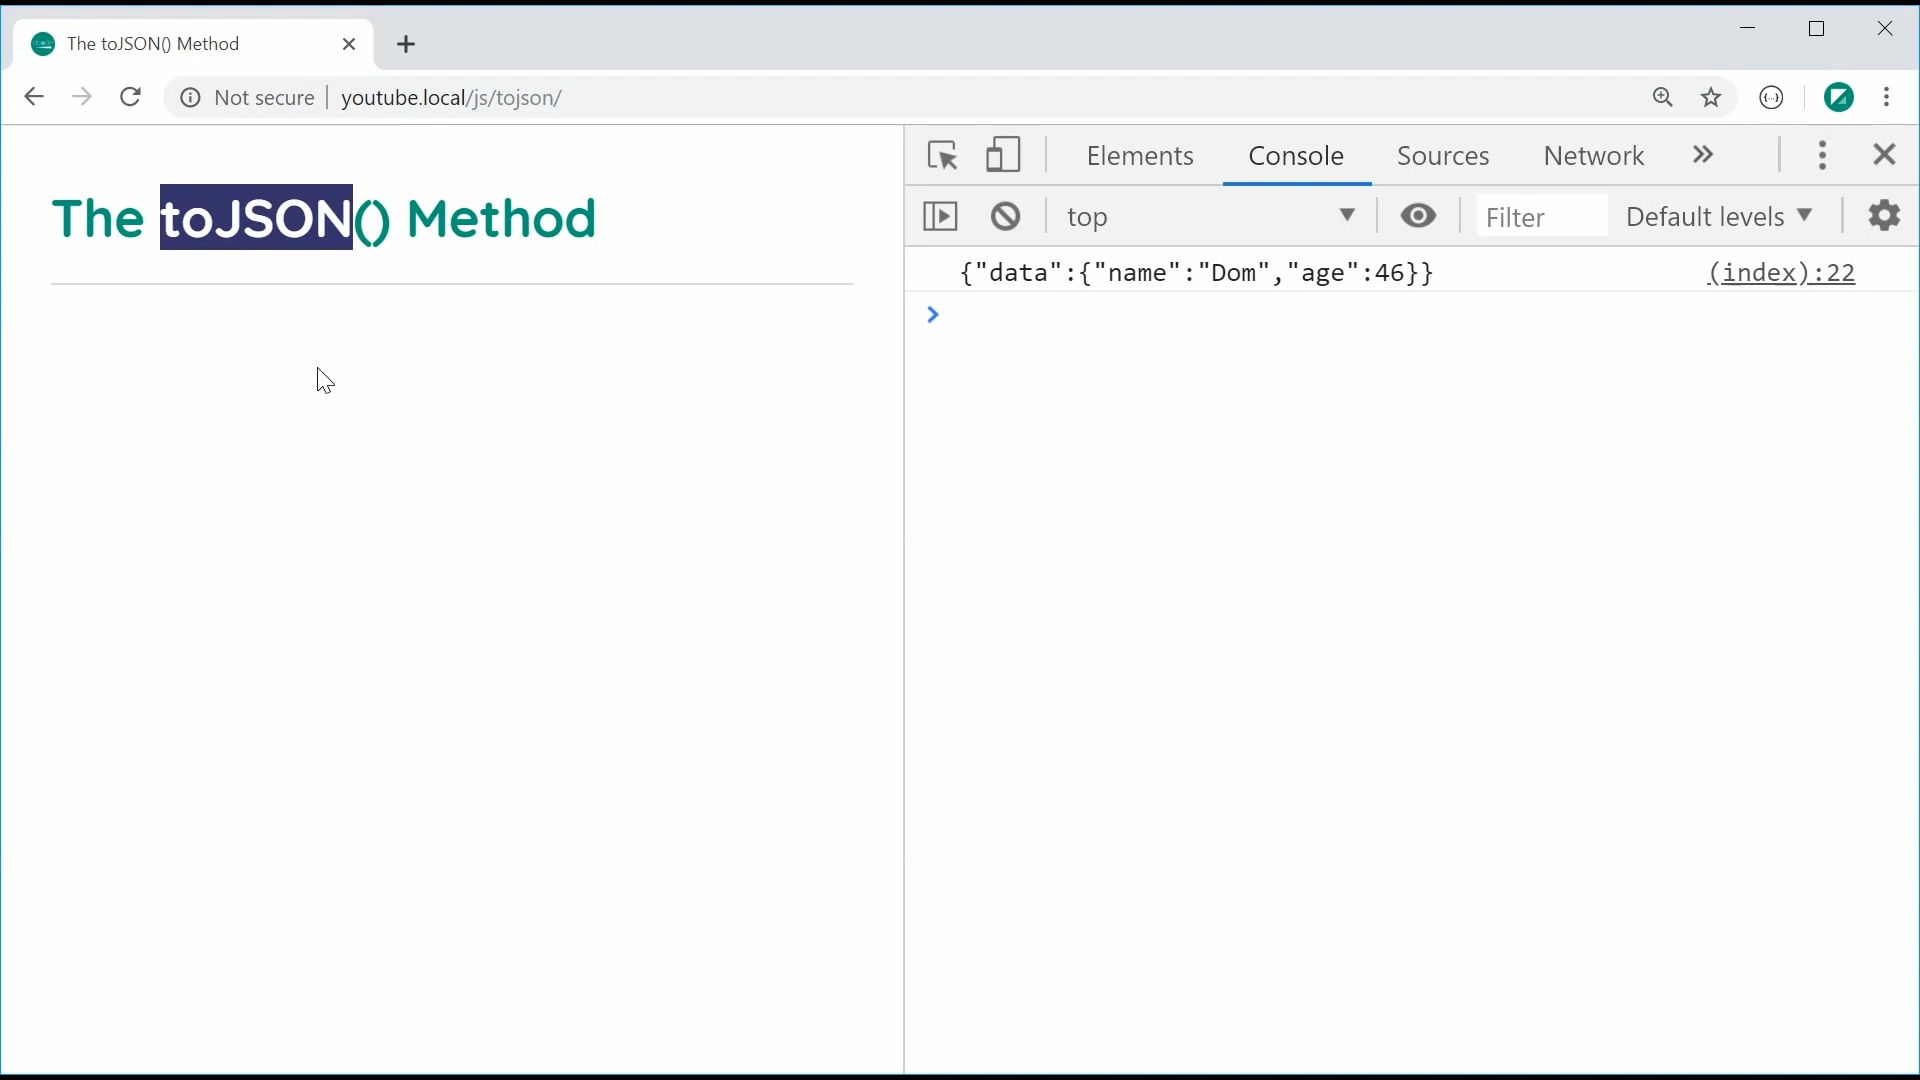 The toJSON() Method
Not secure youtube.local/js/tojson/
The toJSON() Method
Elements Console Sources Network
top Filter Default levels
{"data":{"name":"Dom","age":46}} (index):22